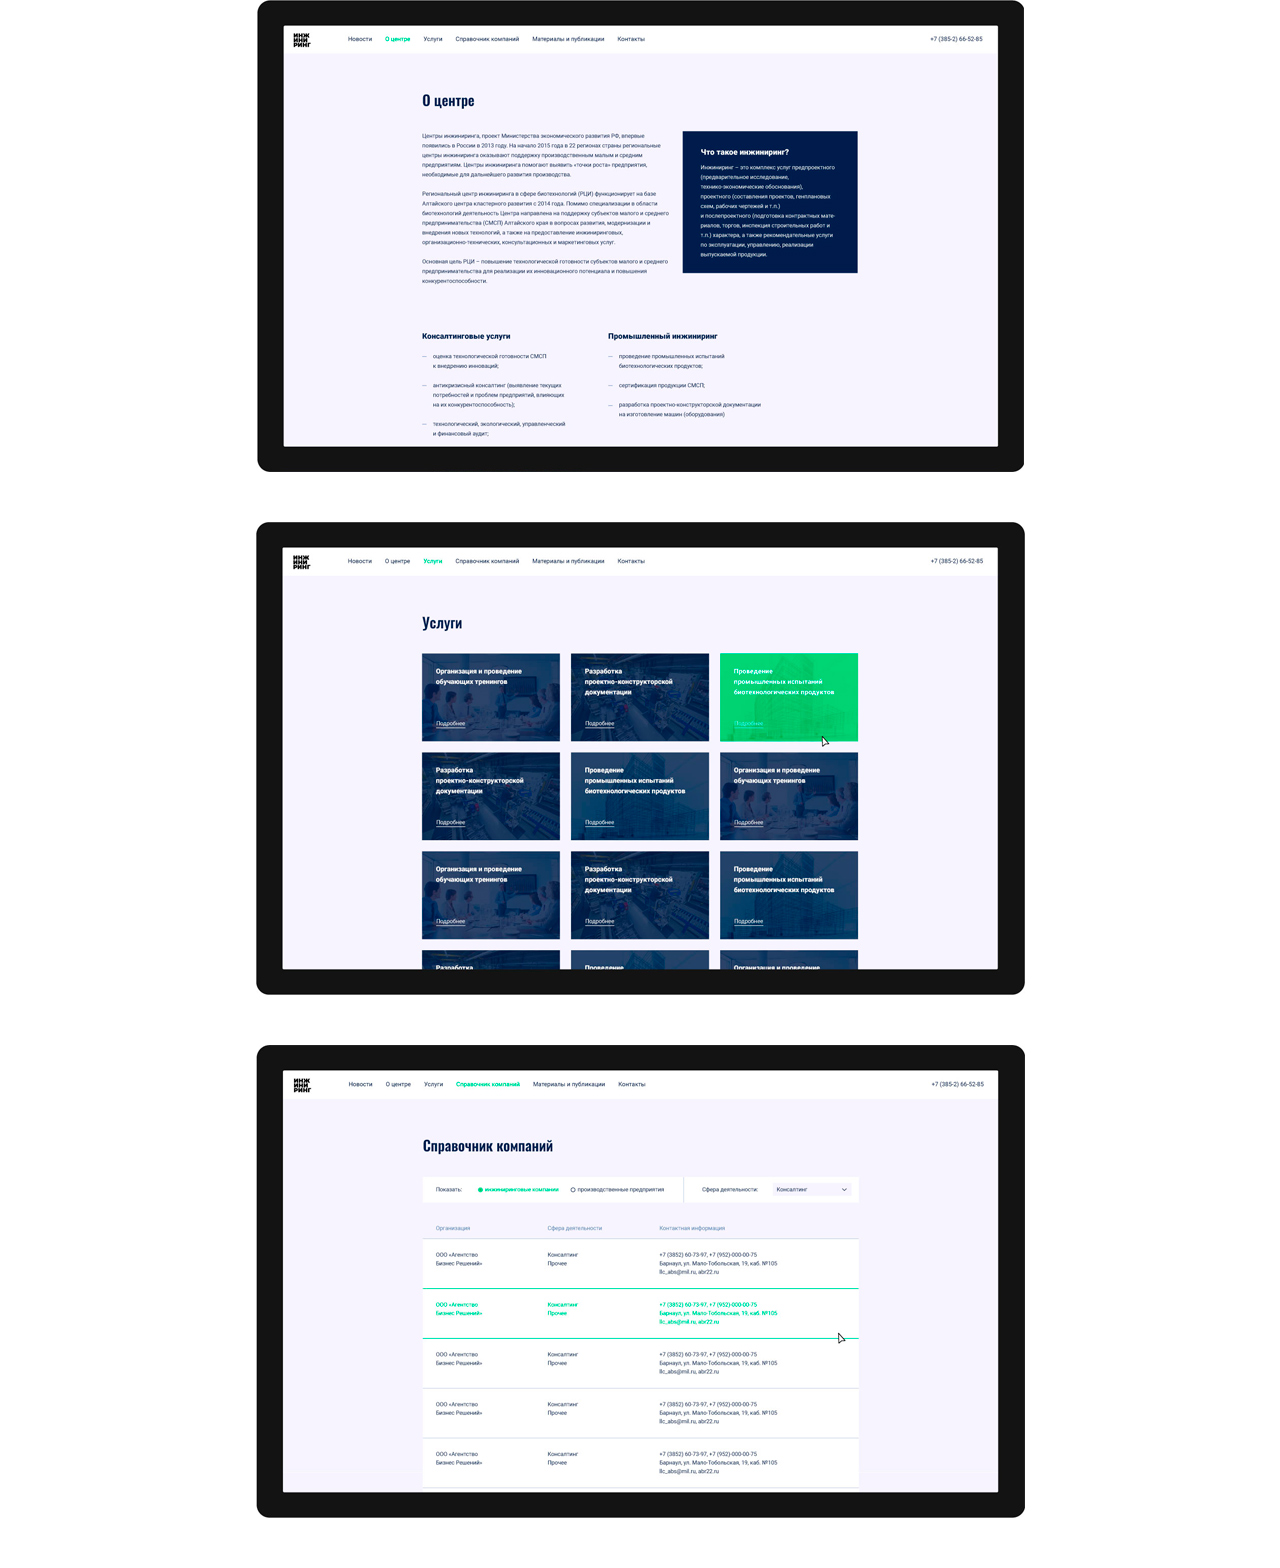 ИНЖ
ИНИ
РИНГ
Новости О центре Услуги Справочник компаний Материалы и публикации Контакты +7 (385-2) 66-52-85
О центре
Центры инжиниринга, проект Министерства экономического развития РФ, впервые
появились в России в 2013 году. На начало 2015 года в 22 регионах страны региональные
центры инжиниринга оказывают поддержку производственным малым и средним
предприятиям. Центры инжиниринга помогают выявить «точки роста» предприятия,
необходимые для дальнейшего развития производства.
Региональный центр инжиниринга в сфере биотехнологий (РЦИ) функционирует на базе
Алтайского центра кластерного развития с 2014 года. Помимо специализации в области
биотехнологий деятельность Центра направлена на поддержку субъектов малого и среднего
предпринимательства (СМСП) Алтайского края в вопросах развития, модернизации и
внедрения новых технологий, а также на предоставление инжиниринговых,
организационно-технических, консультационных и маркетинговых услуг.
Основная цель РЦИ – повышение технологической готовности субъектов малого и среднего
предпринимательства для реализации их инновационного потенциала и повышения
конкурентоспособности.
Что такое инжиниринг?
Инжиниринг – это комплекс услуг предпроектного
(предварительное исследование,
технико-экономические обоснования),
проектного (составления проектов, генплановых
схем, рабочих чертежей и т.п.)
и послепроектного (подготовка контрактных мате-
риалов, торгов, инспекция строительных работ и
т.п.) характера, а также рекомендательные услуги
по эксплуатации, управлению, реализации
выпускаемой продукции.
Консалтинговые услуги
— оценка технологической готовности СМСП
к внедрению инноваций;
— антикризисный консалтинг (выявление текущих
потребностей и проблем предприятий, влияющих
на их конкурентоспособность);
— технологический, экологический, управленческий
и финансовый аудит;
Промышленный инжиниринг
— проведение промышленных испытаний
биотехнологических продуктов;
— сертификация продукции СМСП;
— разработка проектно-конструкторской документации
на изготовление машин (оборудования)
ИНЖ
ИНИ
РИНГ
Новости О центре Услуги Справочник компаний Материалы и публикации Контакты +7 (385-2) 66-52-85
Услуги
Организация и проведение
обучающих тренингов
Подробнее
Разработка
проектно-конструкторской
документации
Подробнее
Проведение
промышленных испытаний
биотехнологических продуктов
Подробнее
Разработка
проектно-конструкторской
документации
Подробнее
Проведение
промышленных испытаний
биотехнологических продуктов
Подробнее
Организация и проведение
обучающих тренингов
Подробнее
Организация и проведение
обучающих тренингов
Подробнее
Разработка
проектно-конструкторской
документации
Подробнее
Проведение
промышленных испытаний
биотехнологических продуктов
Подробнее
Разработка
Проведение
Организация и проведение
ИНЖ
ИНИ
РИНГ
Новости О центре Услуги Справочник компаний Материалы и публикации Контакты +7 (385-2) 66-52-85
Справочник компаний
Показать: инжиниринговые компании производственные предприятия Сфера деятельности: Консалтинг
Организация Сфера деятельности Контактная информация
ООО «Агентство Консалтинг +7 (3852) 60-73-97, +7 (952)-000-00-75
Бизнес Решений» Прочее Барнаул, ул. Мало-Тобольская, 19, каб. №105
llc_abs@mil.ru, abr22.ru
ООО «Агентство Консалтинг +7 (3852) 60-73-97, +7 (952)-000-00-75
Бизнес Решений» Прочее Барнаул, ул. Мало-Тобольская, 19, каб. №105
llc_abs@mil.ru, abr22.ru
ООО «Агентство Консалтинг +7 (3852) 60-73-97, +7 (952)-000-00-75
Бизнес Решений» Прочее Барнаул, ул. Мало-Тобольская, 19, каб. №105
llc_abs@mil.ru, abr22.ru
ООО «Агентство Консалтинг +7 (3852) 60-73-97, +7 (952)-000-00-75
Бизнес Решений» Прочее Барнаул, ул. Мало-Тобольская, 19, каб. №105
llc_abs@mil.ru, abr22.ru
ООО «Агентство Консалтинг +7 (3852) 60-73-97, +7 (952)-000-00-75
Бизнес Решений» Прочее Барнаул, ул. Мало-Тобольская, 19, каб. №105
llc_abs@mil.ru, abr22.ru